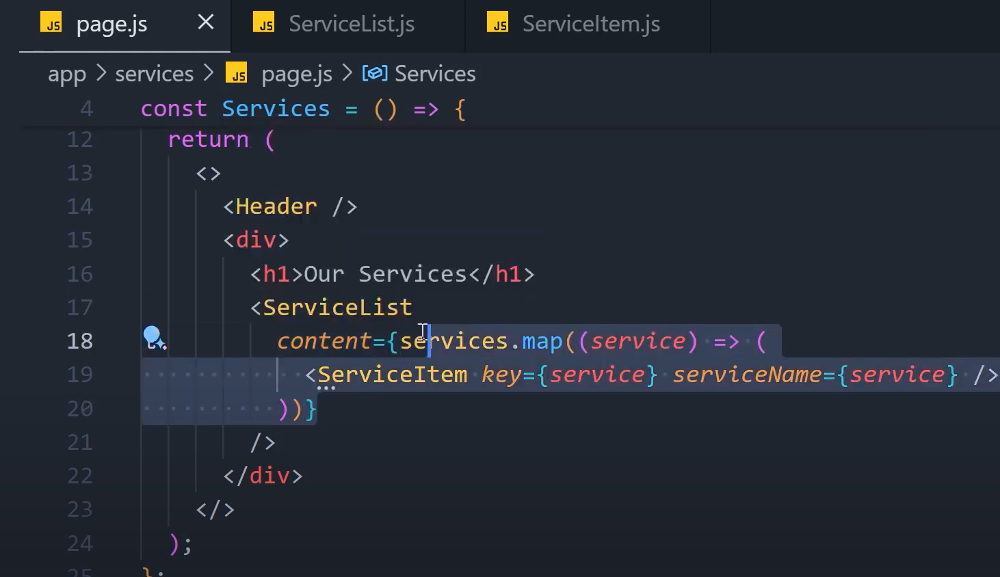 JS page.js JS ServiceList.js JS ServiceItem.js
app > services > JS page.js > Services
4 const Services = () => {
12 return (
13 <>
14 <Header />
15 <div>
16 <h1>Our Services</h1>
17 <ServiceList
18 content={services.map((service) => (
19 <ServiceItem key={service} serviceName={service} />
20 ))}
21 />
22 </div>
23 </>
24 );
25 };